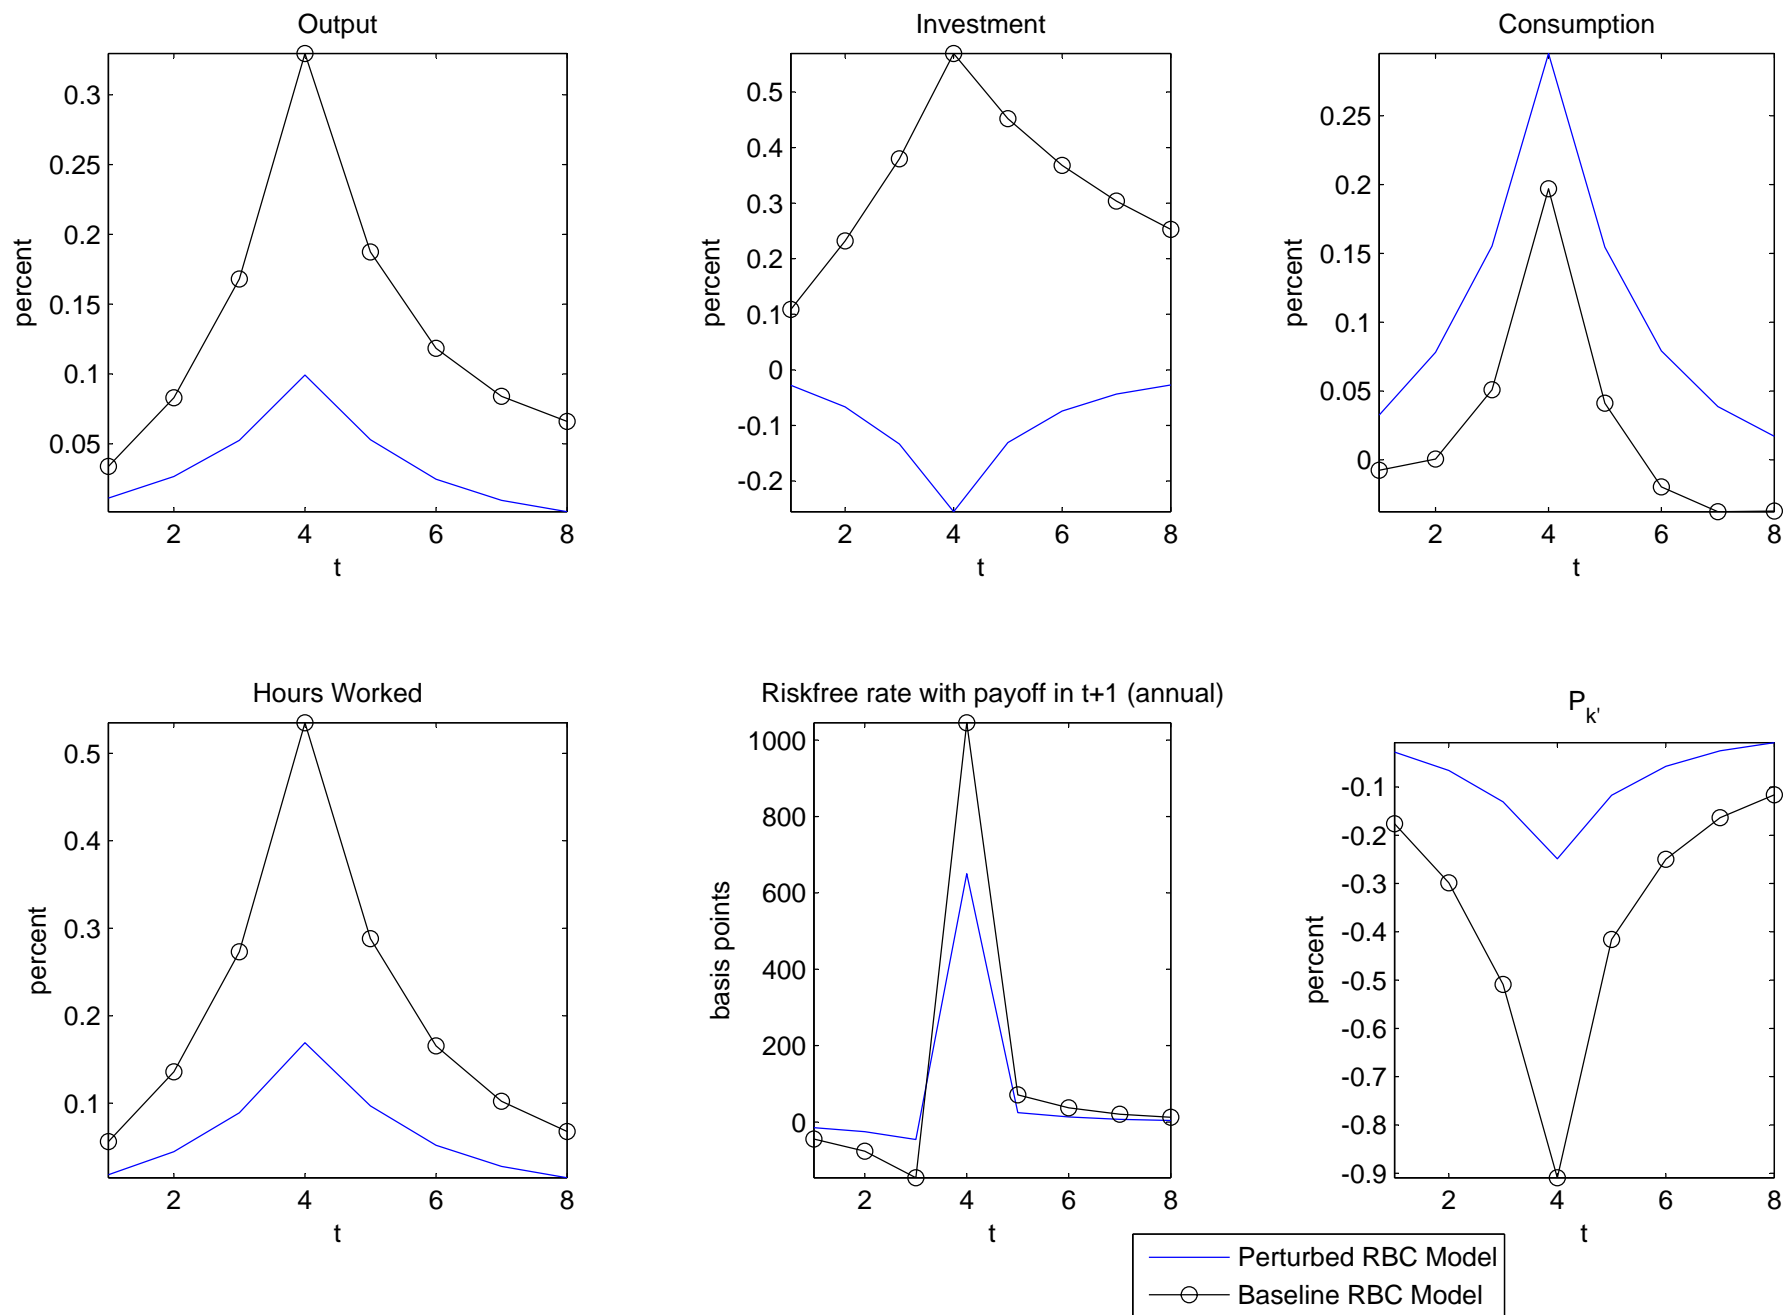 Output
0.3
0.25
0.2
0.15
0.1
0.05
percent
2 4 6 8
t
Investment
0.5
0.4
0.3
0.2
0.1
0
-0.1
-0.2
percent
2 4 6 8
t
Consumption
0.25
0.2
0.15
0.1
0.05
0
percent
2 4 6 8
t
Hours Worked
0.5
0.4
0.3
0.2
0.1
percent
2 4 6 8
t
Riskfree rate with payoff in t+1 (annual)
1000
800
600
400
200
0
basis points
2 4 6 8
t
P_k'
-0.1
-0.2
-0.3
-0.4
-0.5
-0.6
-0.7
-0.8
-0.9
percent
2 4 6 8
t
Perturbed RBC Model
Baseline RBC Model